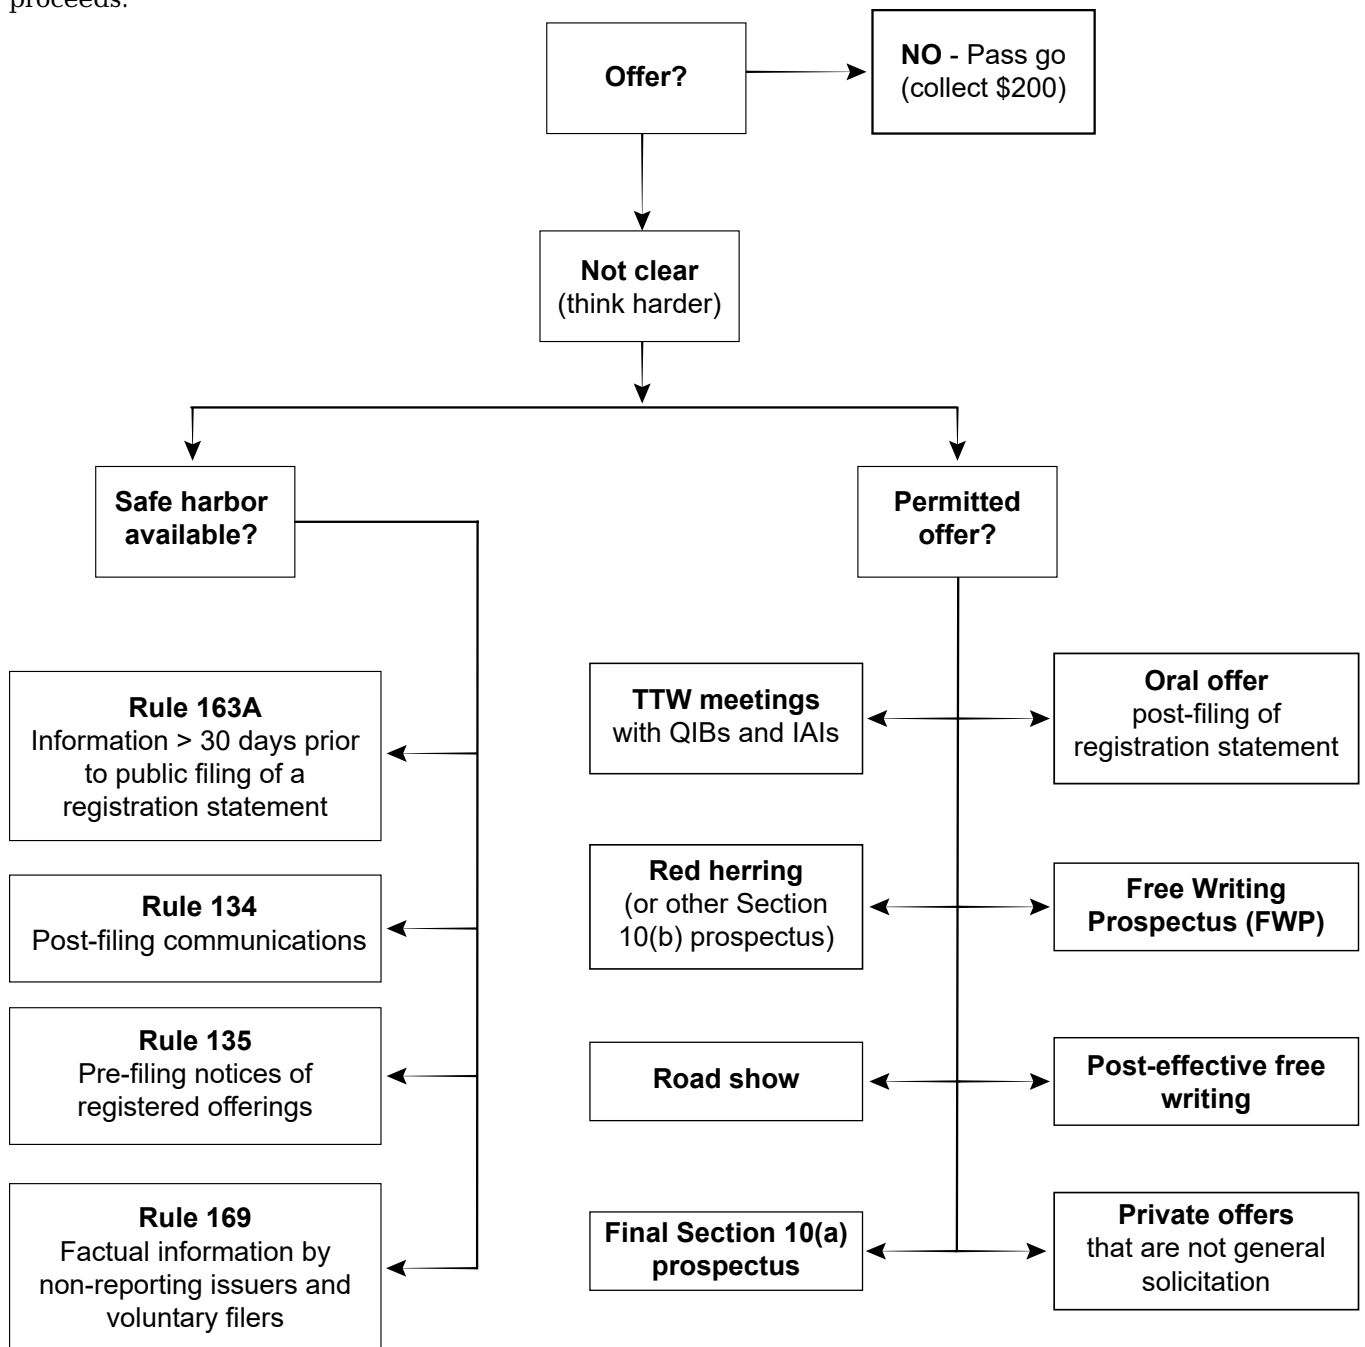 proceeds.
Offer?
NO - Pass go
(collect $200)
Not clear
(think harder)
Safe harbor
available?
Permitted
offer?
Rule 163A
Information > 30 days prior
to public filing of a
registration statement
Rule 134
Post-filing communications
Rule 135
Pre-filing notices of
registered offerings
Rule 169
Factual information by
non-reporting issuers and
voluntary filers
TTW meetings
with QIBs and IAIs
Oral offer
post-filing of
registration statement
Red herring
(or other Section
10(b) prospectus)
Free Writing
Prospectus (FWP)
Road show
Post-effective free
writing
Final Section 10(a)
prospectus
Private offers
that are not general
solicitation